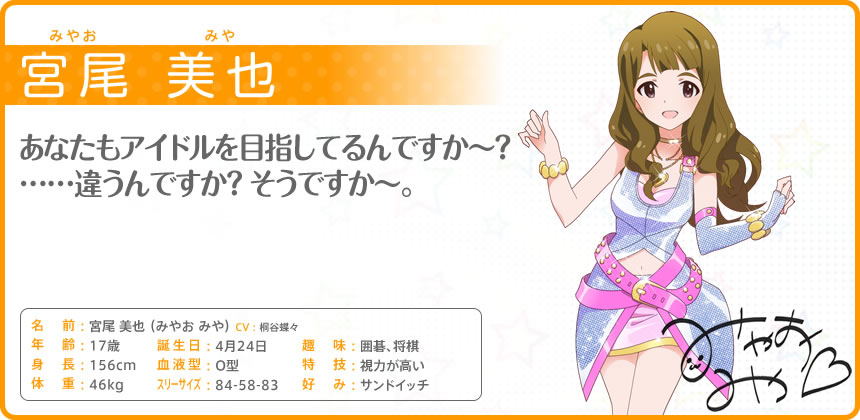 みやお みや
宮尾 美也
あなたもアイドルを目指してるんですか～?
……違うんですか? そうですか～。
名 前 : 宮尾 美也 (みやお みや) CV : 桐谷蝶々
年 齢 : 17歳 誕生日 : 4月24日 趣 味 : 囲碁、将棋
身 長 : 156cm 血液型 : O型 特 技 : 視力が高い
体 重 : 46kg スリーサイズ : 84-58-83 好 み : サンドイッチ
みやお
みや